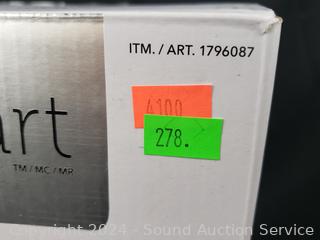 ITM. / ART. 1796087
4100
278.
art
TM / MC / MR
Copyright 2024 - Sound Auction Service